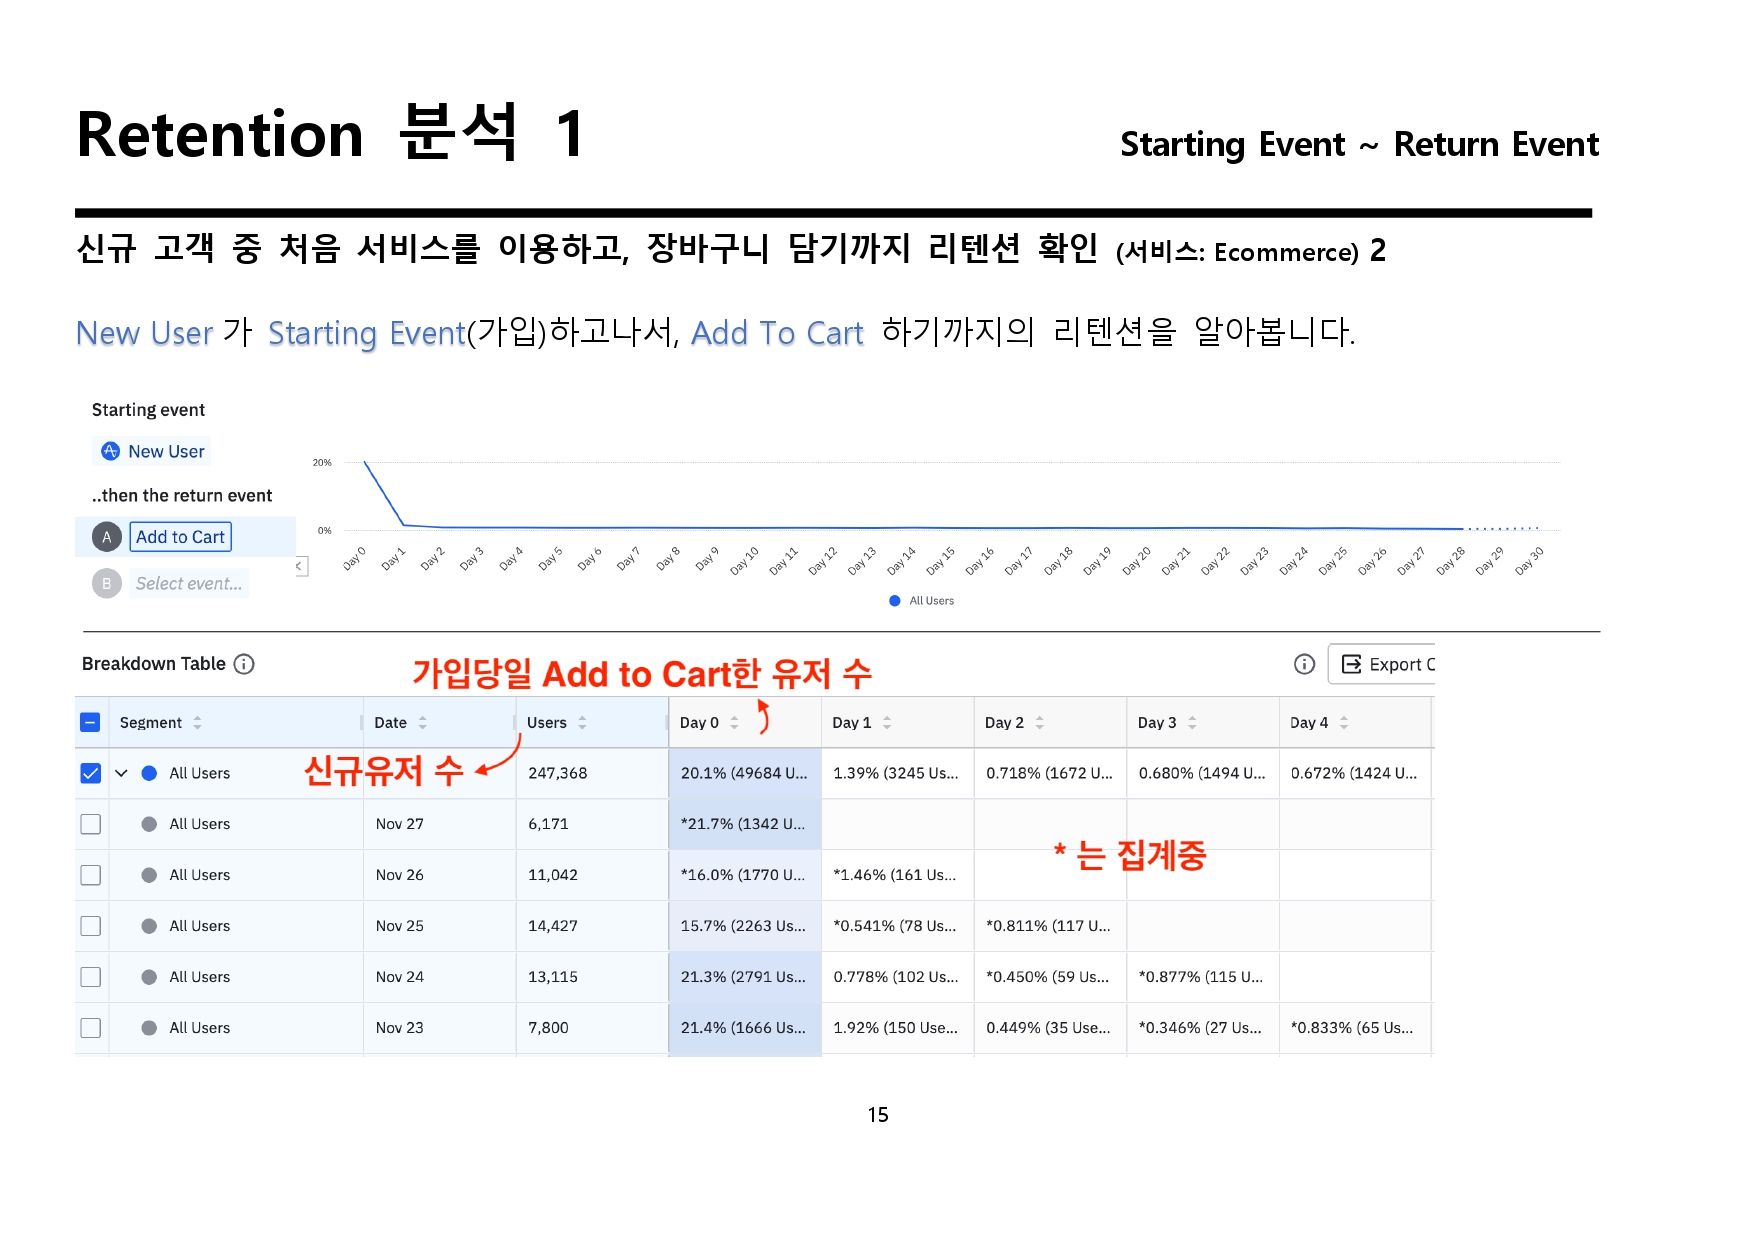 Retention 분석 1
Starting Event ~ Return Event
신규 고객 중 처음 서비스를 이용하고, 장바구니 담기까지 리텐션 확인 (서비스: Ecommerce) 2
New User 가 Starting Event(가입)하고나서, Add To Cart 하기까지의 리텐션을 알아봅니다.
Starting event
New User
..then the return event
A Add to Cart
B Select event...
20%
0%
Day 0 Day 1 Day 2 Day 3 Day 4 Day 5 Day 6 Day 7 Day 8 Day 9 Day 10 Day 11 Day 12 Day 13 Day 14 Day 15 Day 16 Day 17 Day 18 Day 19 Day 20 Day 21 Day 22 Day 23 Day 24 Day 25 Day 26 Day 27 Day 28 Day 29 Day 30
All Users
Breakdown Table
가입당일 Add to Cart한 유저 수
Export C
Segment Date Users Day 0 Day 1 Day 2 Day 3 Day 4
신규유저 수
All Users 247,368 20.1% (49684 U... 1.39% (3245 Us... 0.718% (1672 U... 0.680% (1494 U... 0.672% (1424 U...
All Users Nov 27 6,171 *21.7% (1342 U...
* 는 집계중
All Users Nov 26 11,042 *16.0% (1770 U... *1.46% (161 Us...
All Users Nov 25 14,427 15.7% (2263 Us... *0.541% (78 Us... *0.811% (117 U...
All Users Nov 24 13,115 21.3% (2791 Us... 0.778% (102 Us... *0.450% (59 Us... *0.877% (115 U...
All Users Nov 23 7,800 21.4% (1666 Us... 1.92% (150 Use... 0.449% (35 Use... *0.346% (27 Us... *0.833% (65 Us...
15